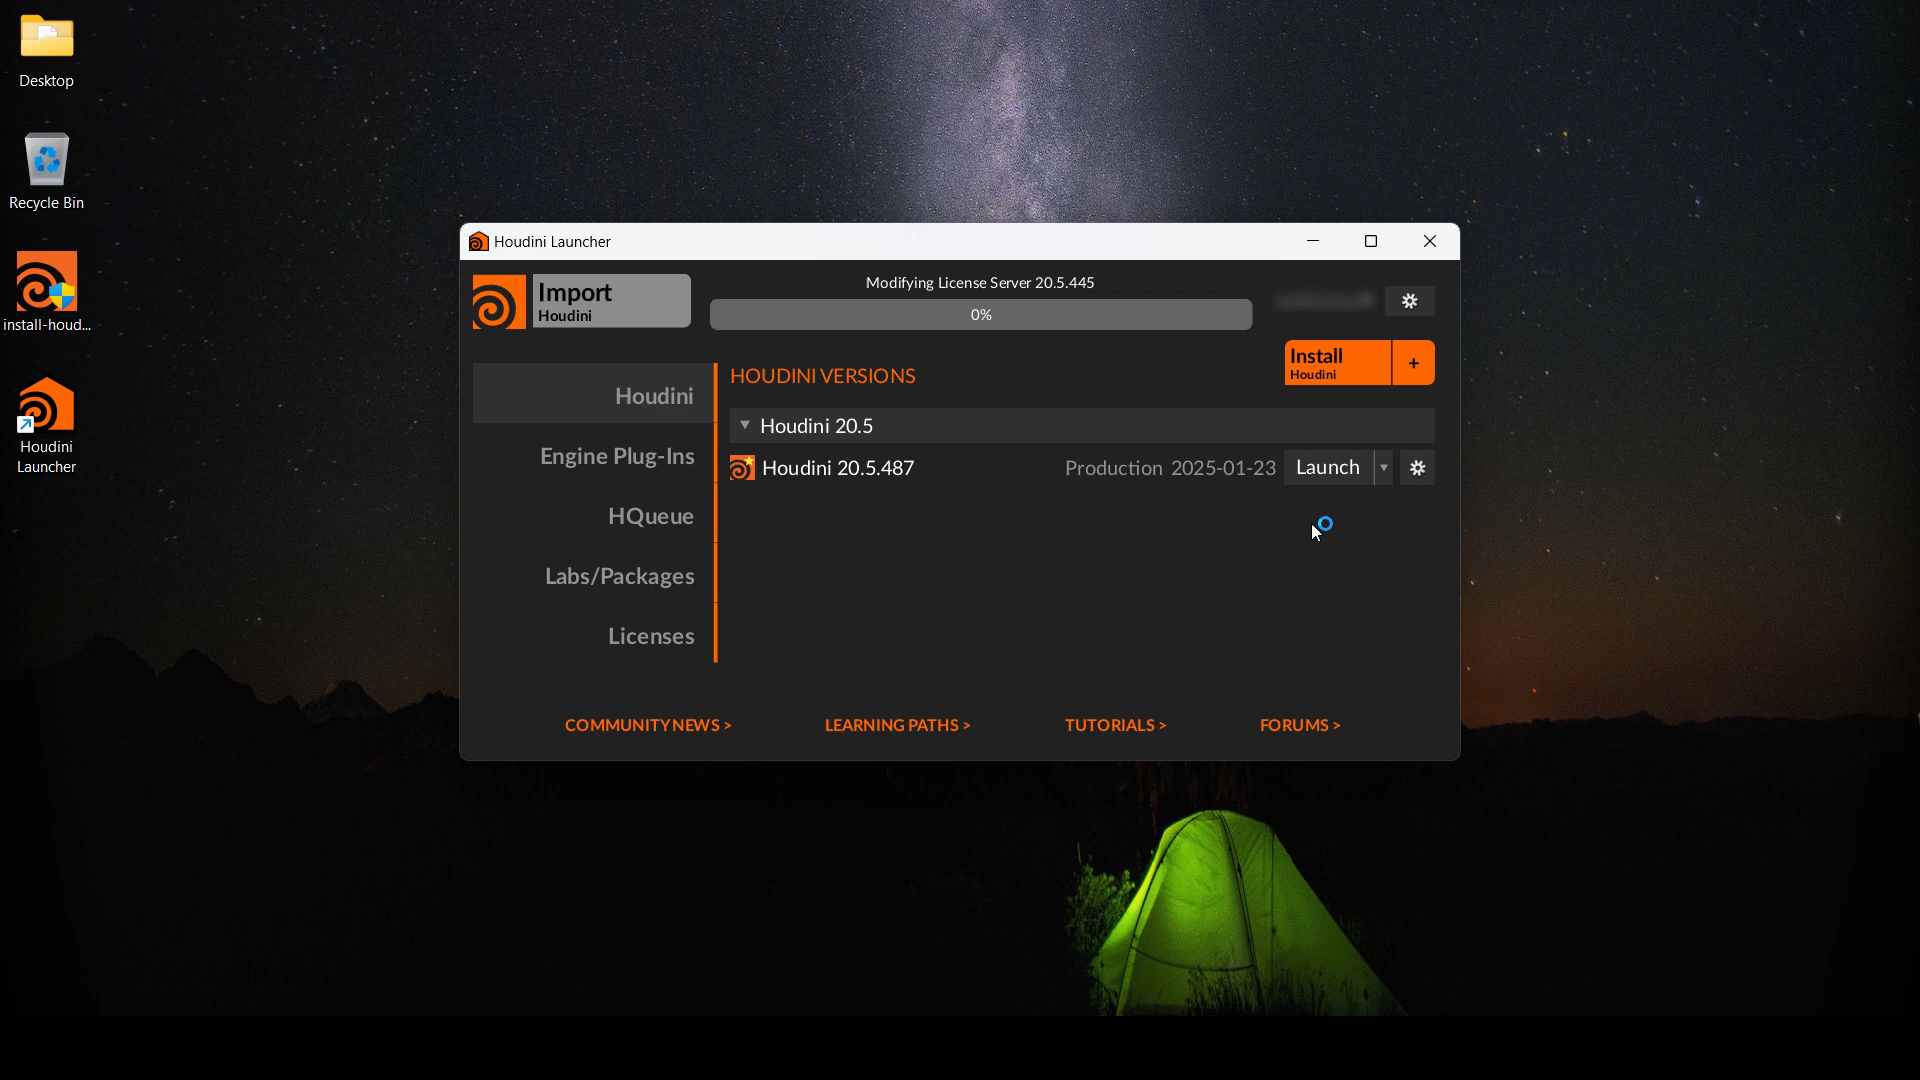 Desktop
Recycle Bin
install-houd...
Houdini
Launcher
Houdini Launcher
Import
Houdini
Modifying License Server 20.5.445
0%
Install
Houdini
+
Houdini
Engine Plug-Ins
HQueue
Labs/Packages
Licenses
HOUDINI VERSIONS
Houdini 20.5
Houdini 20.5.487 Production 2025-01-23 Launch
COMMUNITY NEWS > LEARNING PATHS > TUTORIALS > FORUMS >